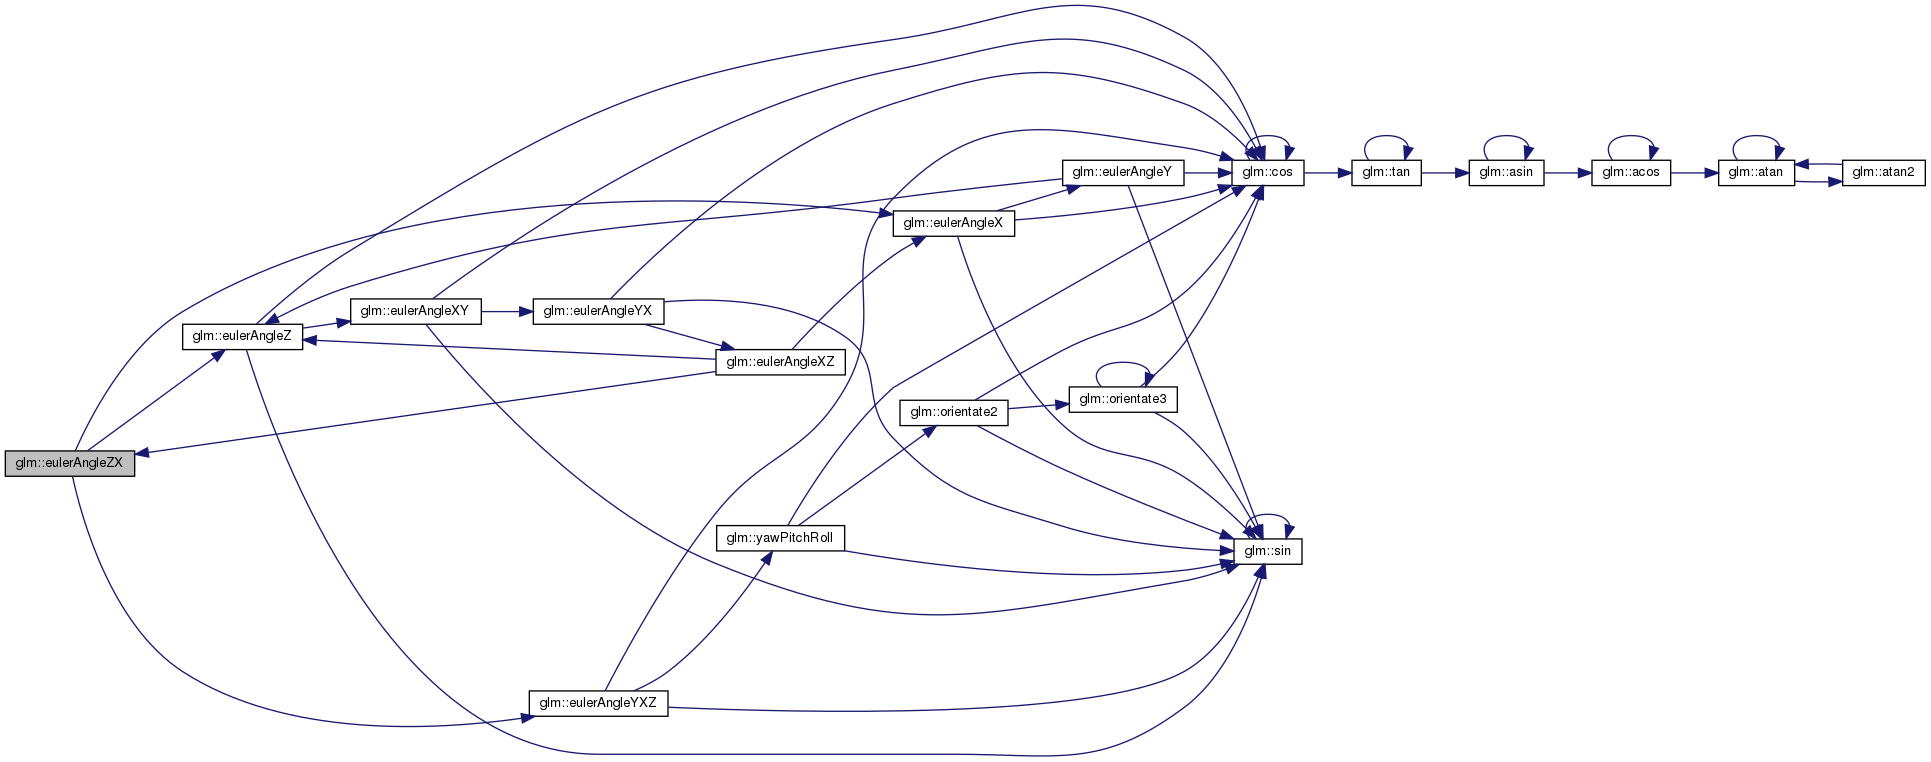 glm::eulerAngleZX
glm::eulerAngleZ
glm::eulerAngleXY
glm::eulerAngleYX
glm::eulerAngleXZ
glm::eulerAngleX
glm::eulerAngleY
glm::cos
glm::tan
glm::asin
glm::acos
glm::atan
glm::atan2
glm::orientate2
glm::orientate3
glm::yawPitchRoll
glm::sin
glm::eulerAngleYXZ